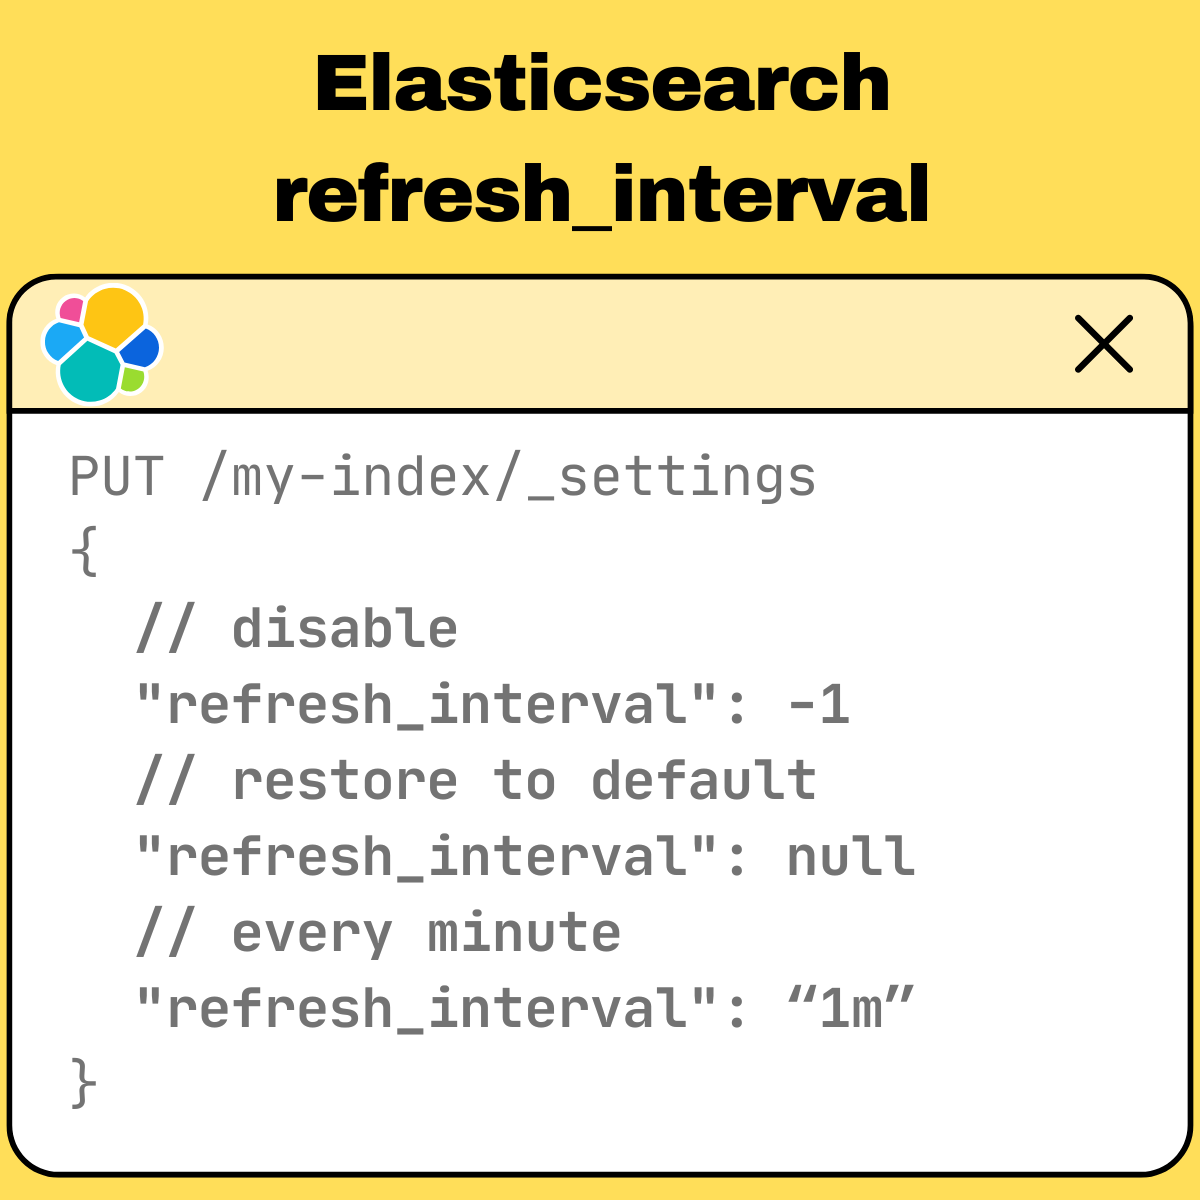 Elasticsearch
refresh_interval
PUT /my-index/_settings
{
  // disable
  "refresh_interval": -1
  // restore to default
  "refresh_interval": null
  // every minute
  "refresh_interval": “1m”
}